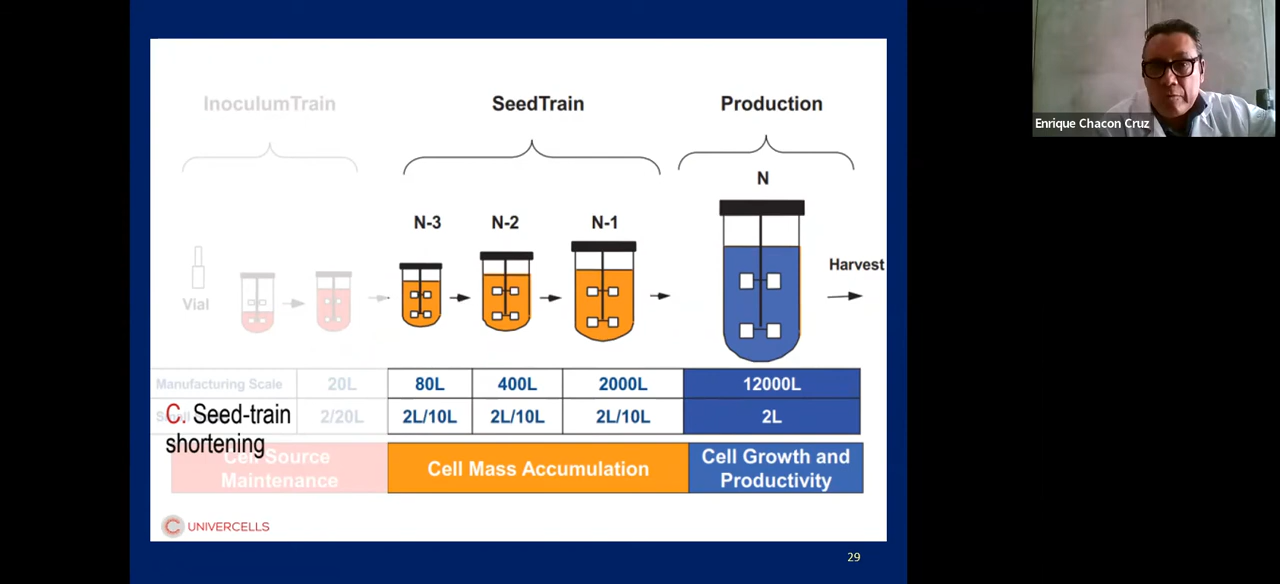 InoculumTrain SeedTrain Production
N
N-3 N-2 N-1
Harvest
Vial
Manufacturing Scale 20L 80L 400L 2000L 12000L
2/20L 2L/10L 2L/10L 2L/10L 2L
C. Seed-train
shortening
Cell Source
Maintenance
Cell Mass Accumulation
Cell Growth and
Productivity
UNIVERCELLS
29
Enrique Chacon Cruz